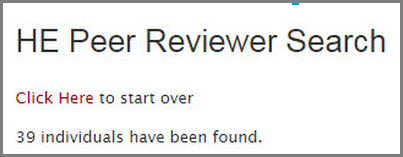 HE Peer Reviewer Search
Click Here to start over
39 individuals have been found.